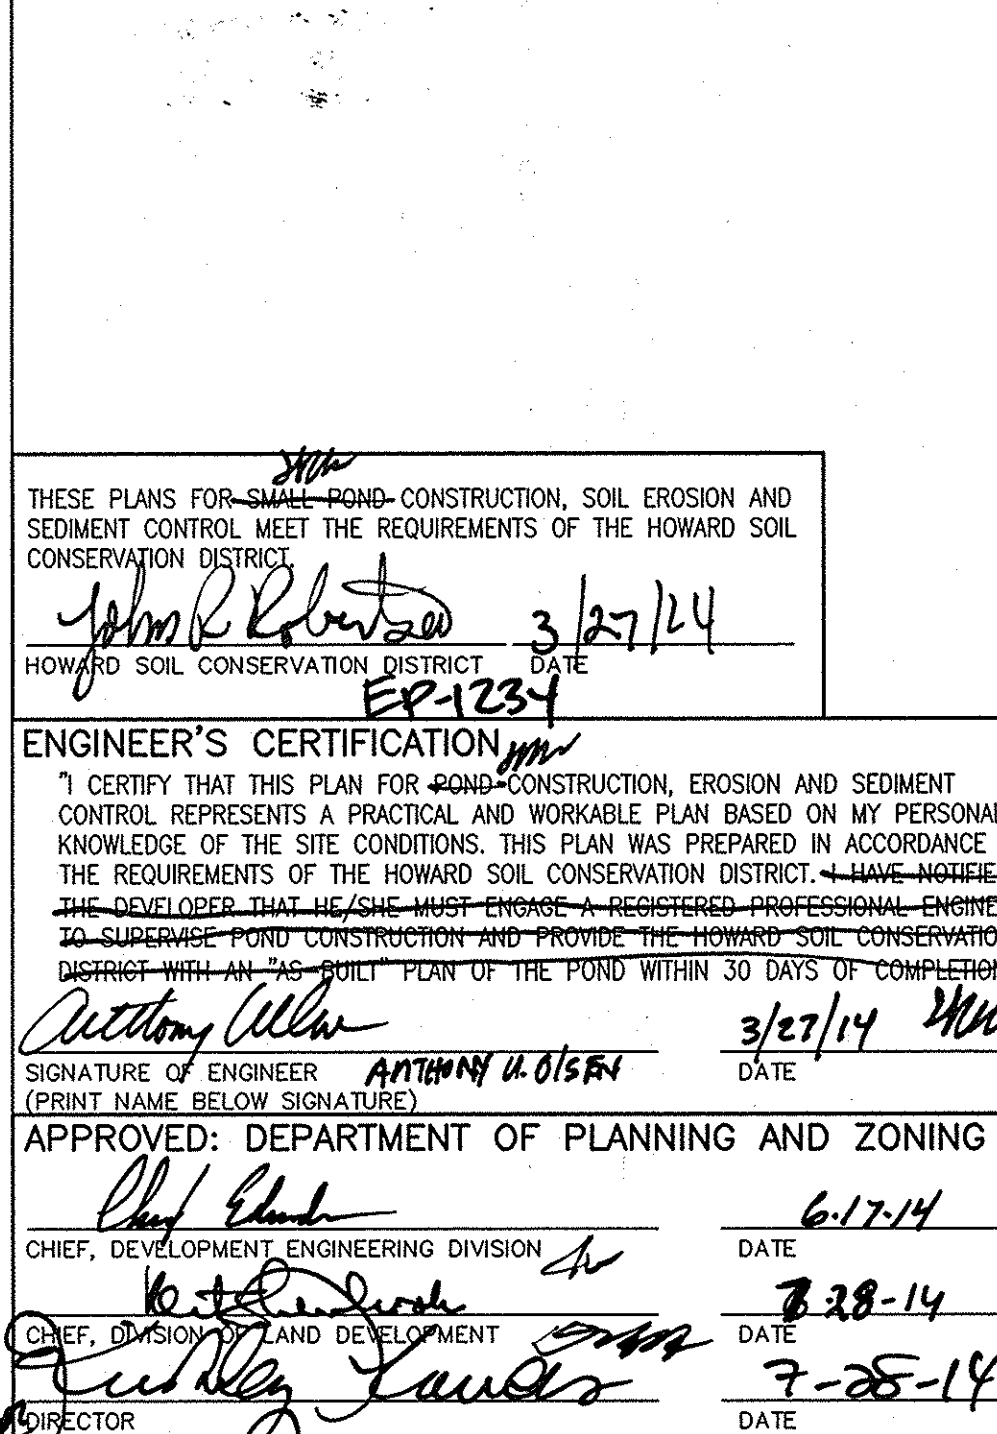 THESE PLANS FOR SMALL POND CONSTRUCTION, SOIL EROSION AND
SEDIMENT CONTROL MEET THE REQUIREMENTS OF THE HOWARD SOIL
CONSERVATION DISTRICT.
John R Robertson 3/27/14
HOWARD SOIL CONSERVATION DISTRICT DATE
EP-1234
ENGINEER'S CERTIFICATION
"I CERTIFY THAT THIS PLAN FOR POND CONSTRUCTION, EROSION AND SEDIMENT
CONTROL REPRESENTS A PRACTICAL AND WORKABLE PLAN BASED ON MY PERSONAL
KNOWLEDGE OF THE SITE CONDITIONS. THIS PLAN WAS PREPARED IN ACCORDANCE
THE REQUIREMENTS OF THE HOWARD SOIL CONSERVATION DISTRICT. I HAVE NOTIFIE
THE DEVELOPER THAT HE/SHE MUST ENGAGE A REGISTERED PROFESSIONAL ENGINE
TO SUPERVISE POND CONSTRUCTION AND PROVIDE THE HOWARD SOIL CONSERVATIO
DISTRICT WITH AN "AS-BUILT" PLAN OF THE POND WITHIN 30 DAYS OF COMPLETION
Anthony 3/27/14
SIGNATURE OF ENGINEER ANTHONY U. OlSEN DATE
(PRINT NAME BELOW SIGNATURE)
APPROVED: DEPARTMENT OF PLANNING AND ZONING
6-17-14
CHIEF, DEVELOPMENT ENGINEERING DIVISION DATE
28-14
CHIEF, DIVISION OF LAND DEVELOPMENT DATE
7-28-14
DIRECTOR DATE